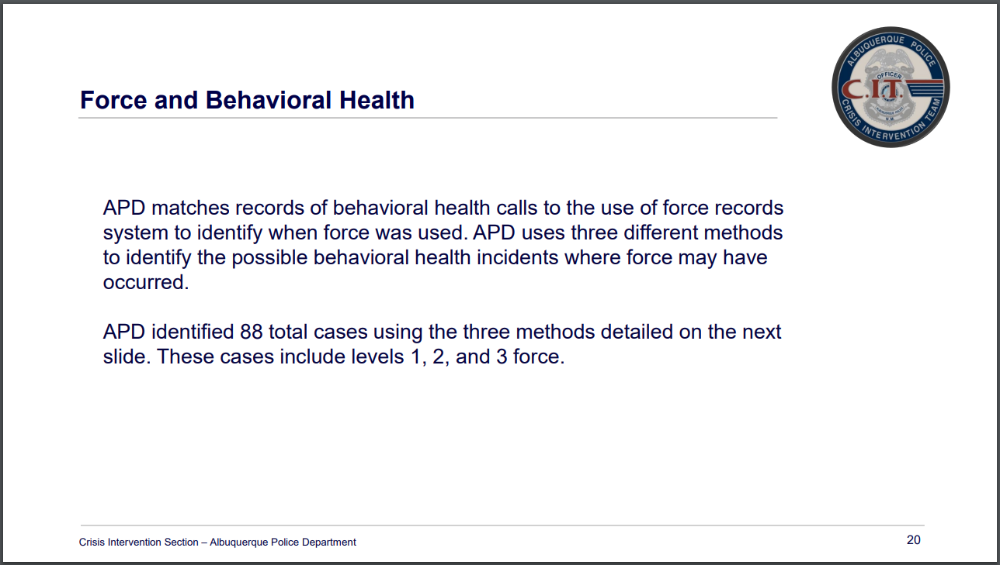 Force and Behavioral Health
ALBUQUERQUE POLICE
OFFICER
C.I.T.
N.M.
CRISIS INTERVENTION TEAM
APD matches records of behavioral health calls to the use of force records
system to identify when force was used. APD uses three different methods
to identify the possible behavioral health incidents where force may have
occurred.
APD identified 88 total cases using the three methods detailed on the next
slide. These cases include levels 1, 2, and 3 force.
Crisis Intervention Section – Albuquerque Police Department
20